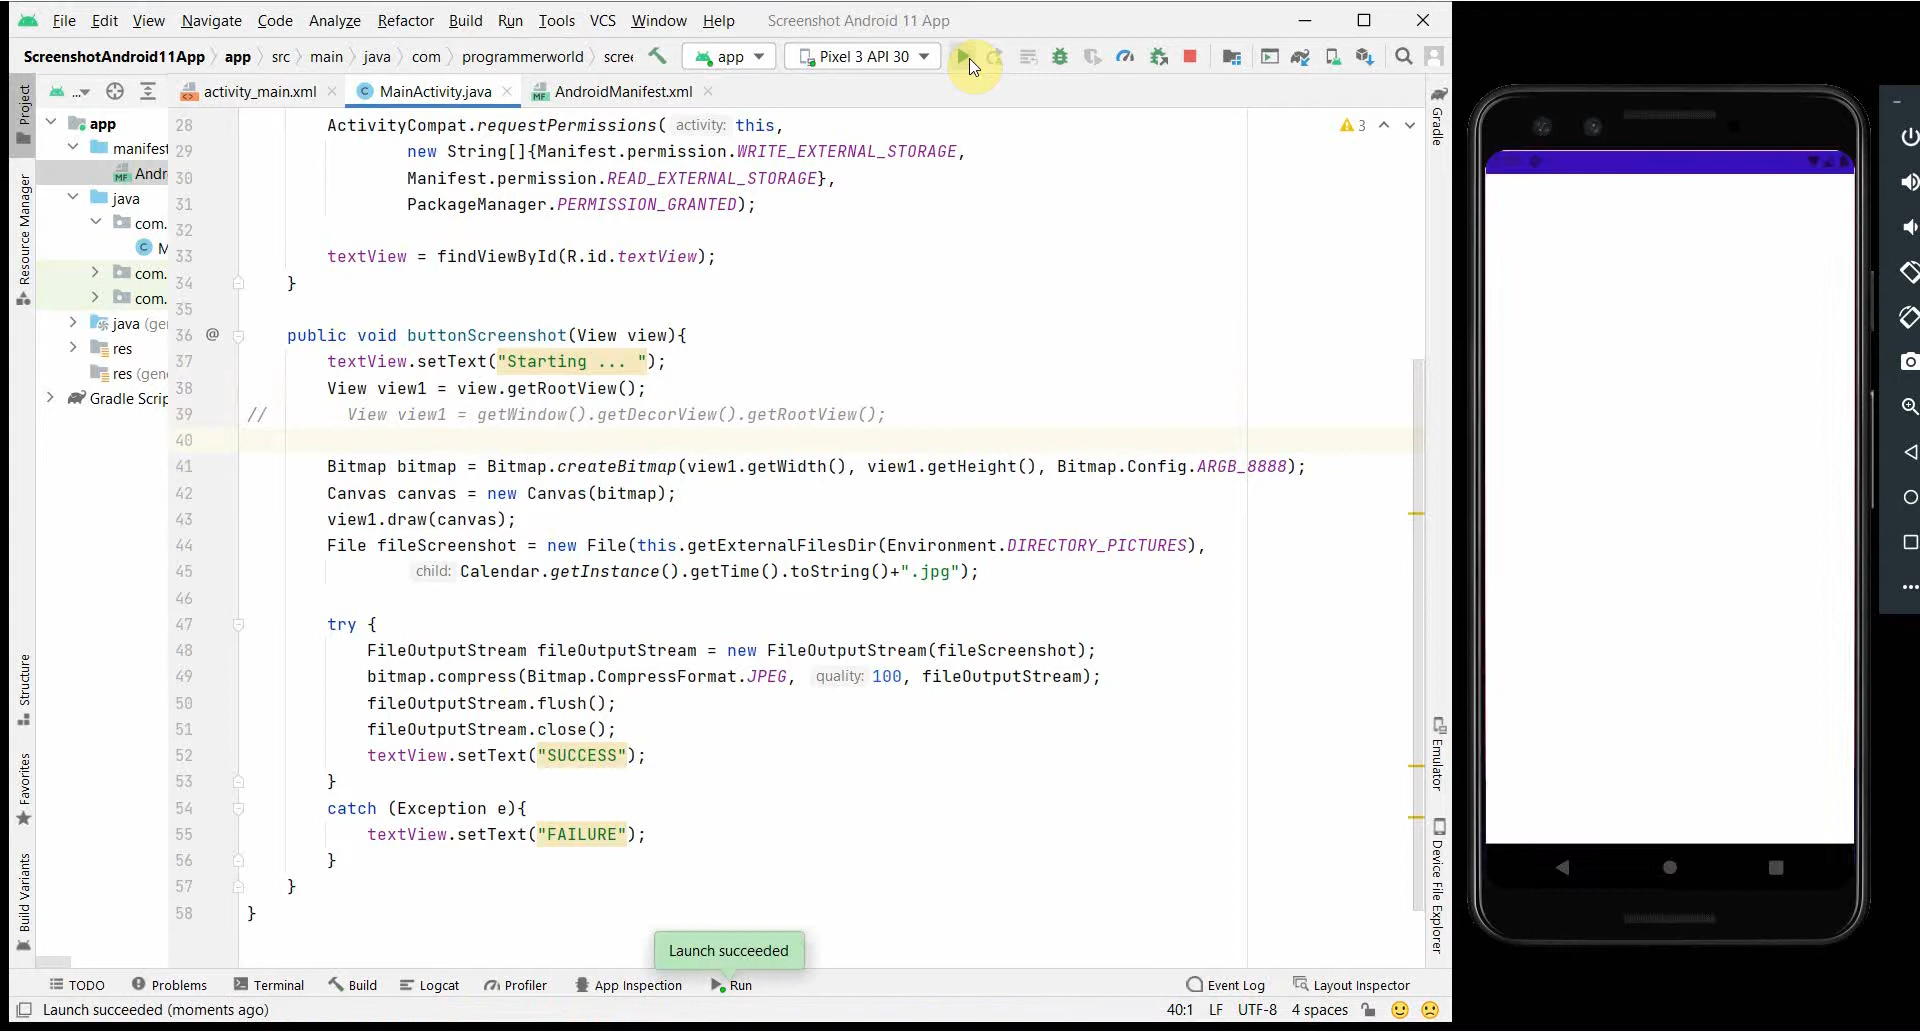 File Edit View Navigate Code Analyze Refactor Build Run Tools VCS Window Help Screenshot Android 11 App
ScreenshotAndroid11App app src main java com programmerworld scree app Pixel 3 API 30
Project
Resource Manager
Structure
Favorites
Build Variants
...
activity_main.xml MainActivity.java AndroidManifest.xml
app
manifest
Andr
java
com.
M
com.
com.
java (ge
res
res (gen
Gradle Scrip
3
28 ActivityCompat.requestPermissions( activity: this,
29 new String[]{Manifest.permission.WRITE_EXTERNAL_STORAGE,
30 Manifest.permission.READ_EXTERNAL_STORAGE},
31 PackageManager.PERMISSION_GRANTED);
32
33 textView = findViewById(R.id.textView);
34 }
35
36 @ public void buttonScreenshot(View view){
37 textView.setText("Starting ... ");
38 View view1 = view.getRootView();
39 // View view1 = getWindow().getDecorView().getRootView();
40
41 Bitmap bitmap = Bitmap.createBitmap(view1.getWidth(), view1.getHeight(), Bitmap.Config.ARGB_8888);
42 Canvas canvas = new Canvas(bitmap);
43 view1.draw(canvas);
44 File fileScreenshot = new File(this.getExternalFilesDir(Environment.DIRECTORY_PICTURES),
45 child: Calendar.getInstance().getTime().toString()+".jpg");
46
47 try {
48 FileOutputStream fileOutputStream = new FileOutputStream(fileScreenshot);
49 bitmap.compress(Bitmap.CompressFormat.JPEG, quality: 100, fileOutputStream);
50 fileOutputStream.flush();
51 fileOutputStream.close();
52 textView.setText("SUCCESS");
53 }
54 catch (Exception e){
55 textView.setText("FAILURE");
56 }
57 }
58 }
Gradle
Emulator
Device File Explorer
Launch succeeded
TODO Problems Terminal Build Logcat Profiler App Inspection Run Event Log Layout Inspector
Launch succeeded (moments ago) 40:1 LF UTF-8 4 spaces